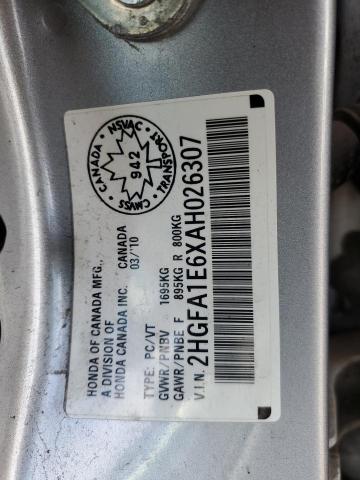 HONDA OF CANADA MFG.,
A DIVISION OF
HONDA CANADA INC. CANADA
03/'10
CMVSS • CANADA • NSVAC • TRANSPORT
942
TYPE: PC/VT
GVWR/PNBV 1695KG
GAWR/PNBE F 895KG R 800KG
V.I.N. 2HGFA1E6XAH026307